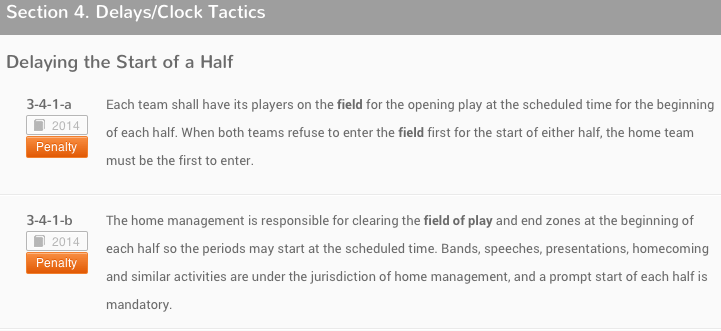 Section 4. Delays/Clock Tactics
Delaying the Start of a Half
3-4-1-a
2014
Penalty
Each team shall have its players on the field for the opening play at the scheduled time for the beginning
of each half. When both teams refuse to enter the field first for the start of either half, the home team
must be the first to enter.
3-4-1-b
2014
Penalty
The home management is responsible for clearing the field of play and end zones at the beginning of
each half so the periods may start at the scheduled time. Bands, speeches, presentations, homecoming
and similar activities are under the jurisdiction of home management, and a prompt start of each half is
mandatory.